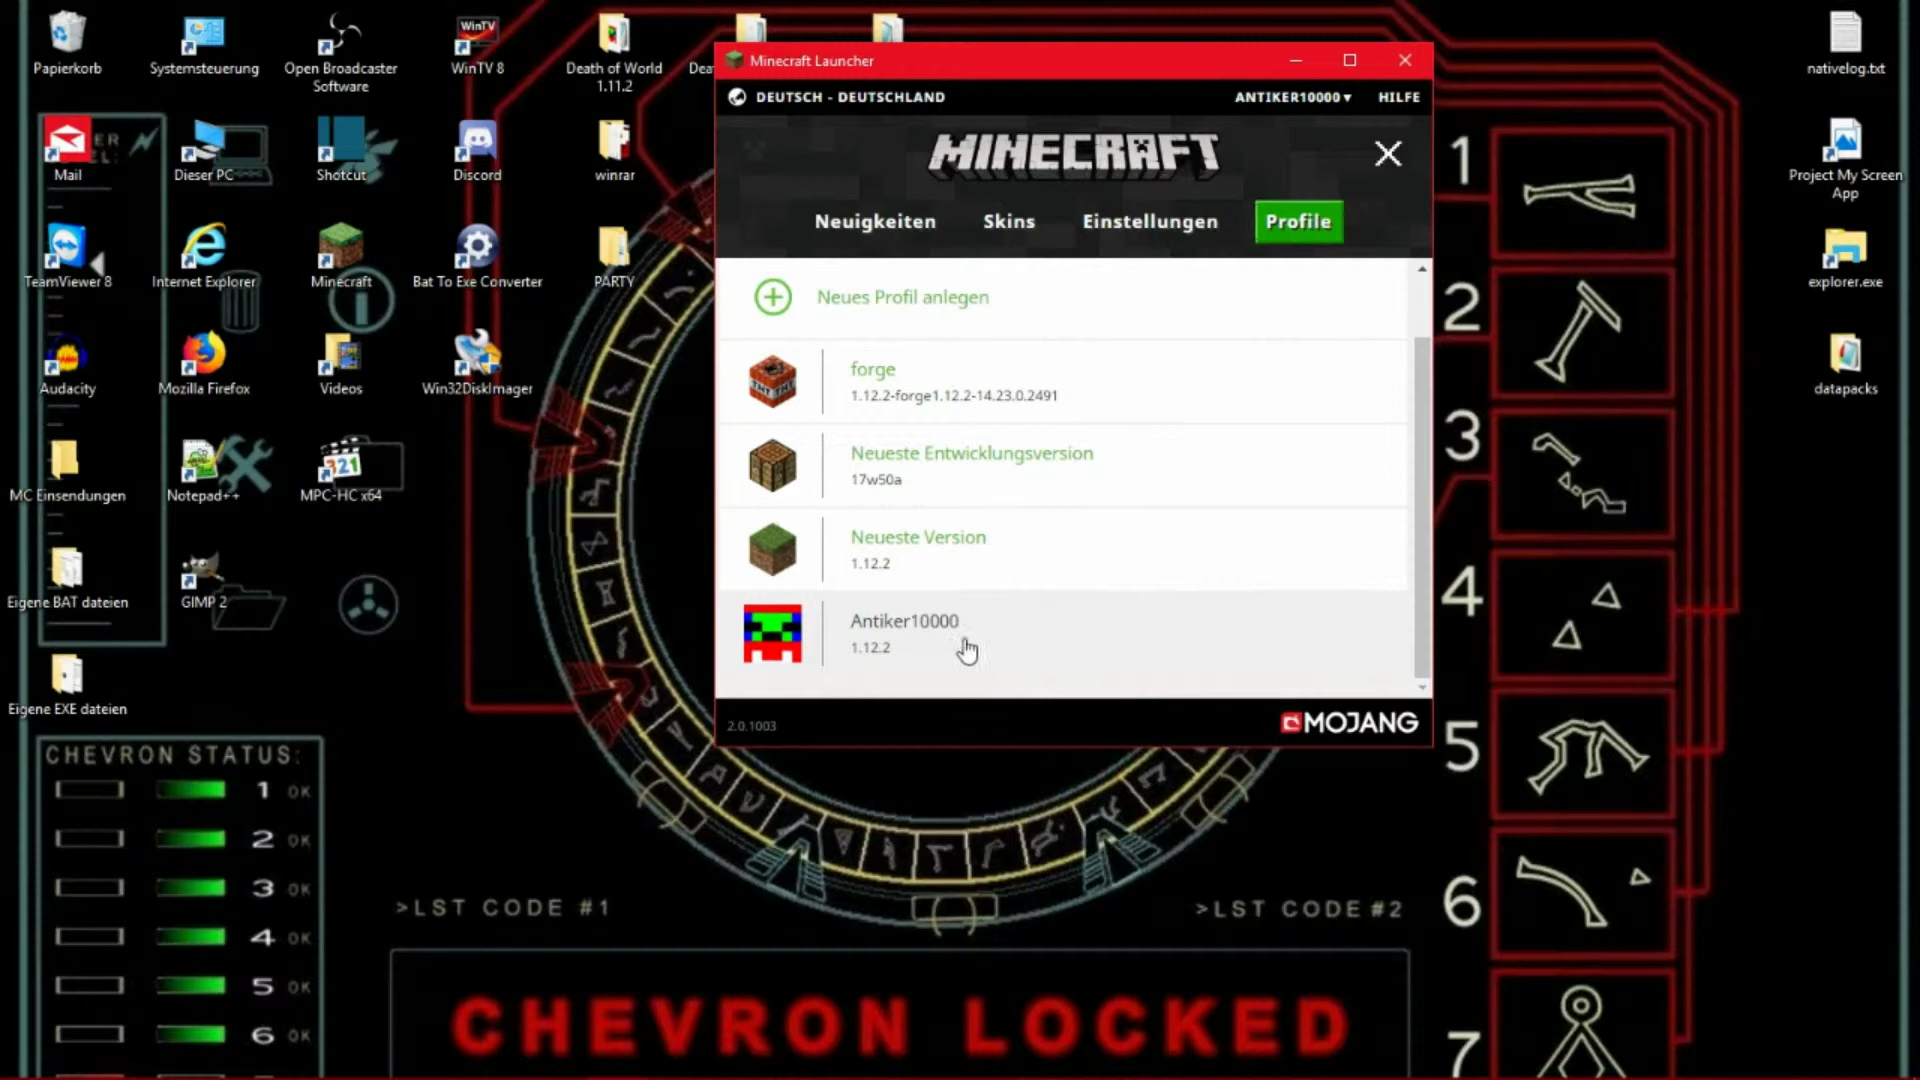 Papierkorb
Systemsteuerung
Open Broadcaster
Software
WinTV
WinTV 8
Death of World
1.11.2
nativelog.txt
Mail
Dieser PC
Shotcut
Discord
winrar
Project My Screen
App
TeamViewer 8
Internet Explorer
Minecraft
Bat To Exe Converter
PARTY
explorer.exe
Audacity
Mozilla Firefox
Videos
Win32DiskImager
datapacks
MC Einsendungen
Notepad++
321
MPC-HC x64
Eigene BAT dateien
GIMP 2
Eigene EXE dateien
Minecraft Launcher
DEUTSCH - DEUTSCHLAND
ANTIKER10000
HILFE
MINECRAFT
Neuigkeiten
Skins
Einstellungen
Profile
Neues Profil anlegen
forge
1.12.2-forge1.12.2-14.23.0.2491
Neueste Entwicklungsversion
17w50a
Neueste Version
1.12.2
Antiker10000
1.12.2
2.0.1003
MOJANG
1
2
3
4
5
6
7
CHEVRON STATUS:
1 OK
2 OK
3 OK
4 OK
5 OK
6 OK
>LST CODE #1
>LST CODE #2
CHEVRON LOCKED